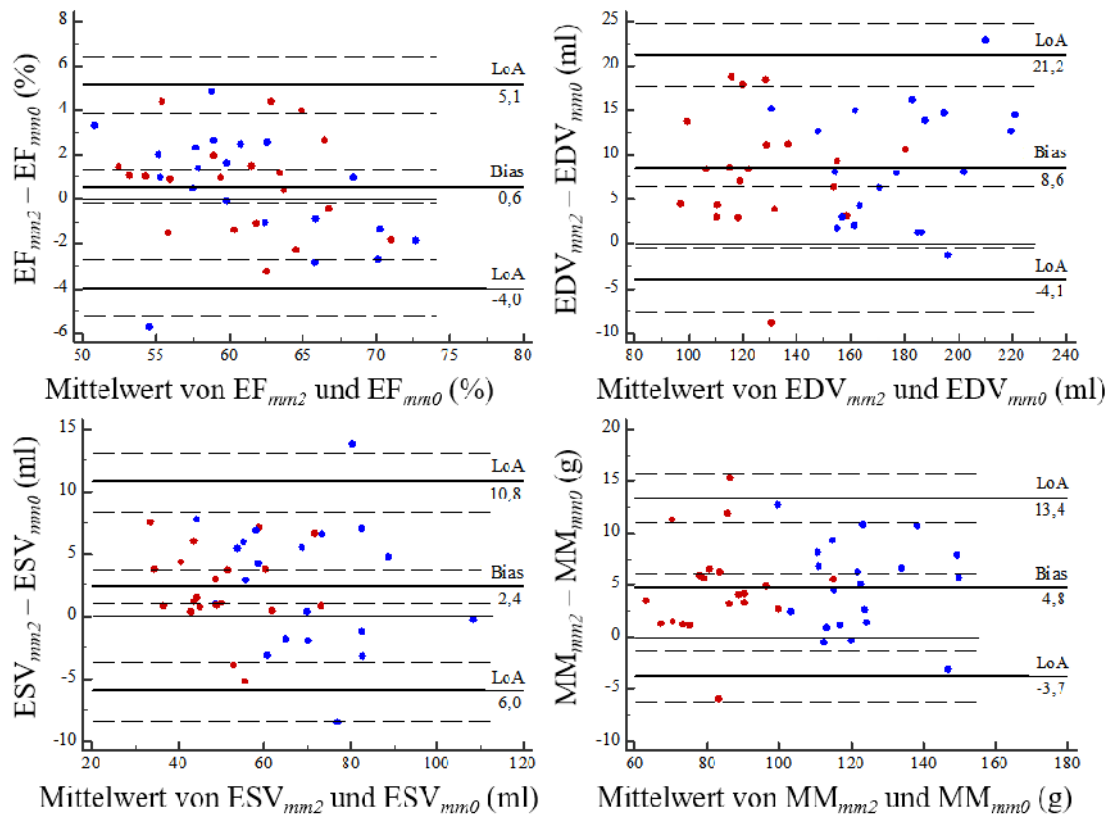 EF_mm2 – EF_mm0 (%)
8
6
4
2
0
-2
-4
-6
LoA
5,1
Bias
0,6
LoA
-4,0
50 55 60 65 70 75 80
Mittelwert von EF_mm2 und EF_mm0 (%)
EDV_mm2 – EDV_mm0 (ml)
25
20
15
10
5
0
-5
-10
LoA
21,2
Bias
8,6
LoA
-4,1
80 100 120 140 160 180 200 220 240
Mittelwert von EDV_mm2 und EDV_mm0 (ml)
ESV_mm2 – ESV_mm0 (ml)
15
10
5
0
-5
-10
LoA
10,8
Bias
2,4
LoA
6,0
20 40 60 80 100 120
Mittelwert von ESV_mm2 und ESV_mm0 (ml)
MM_mm2 – MM_mm0 (g)
20
15
10
5
0
-5
-10
LoA
13,4
Bias
4,8
LoA
-3,7
60 80 100 120 140 160 180
Mittelwert von MM_mm2 und MM_mm0 (g)